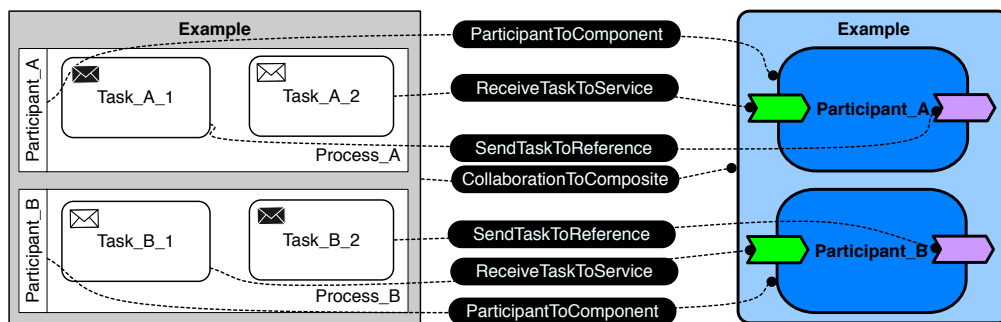 Example
Participant_A
Task_A_1
Task_A_2
Process_A
Participant_B
Task_B_1
Task_B_2
Process_B
ParticipantToComponent
ReceiveTaskToService
SendTaskToReference
CollaborationToComposite
SendTaskToReference
ReceiveTaskToService
ParticipantToComponent
Example
Participant_A
Participant_B